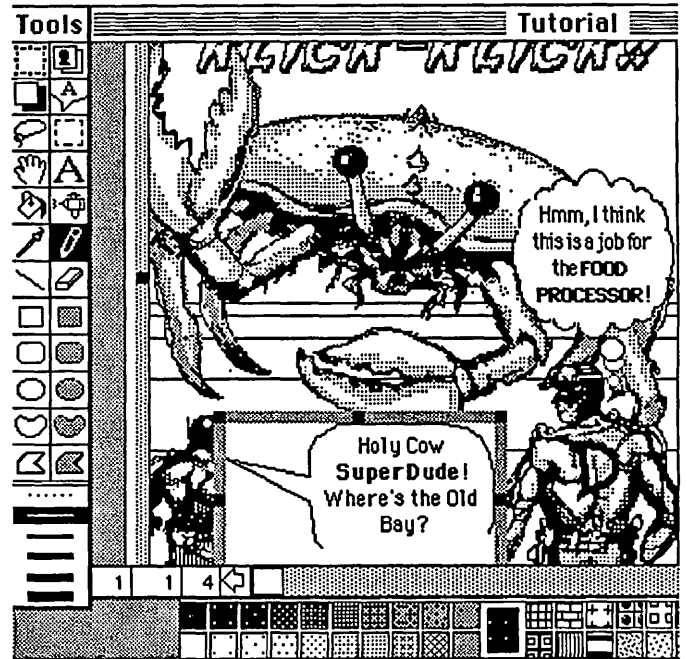 Tools
Tutorial
A
A
Hmm, I think
this is a job for
the FOOD
PROCESSOR!
Holy Cow
SuperDude!
Where's the Old
Bay?
1 1 4